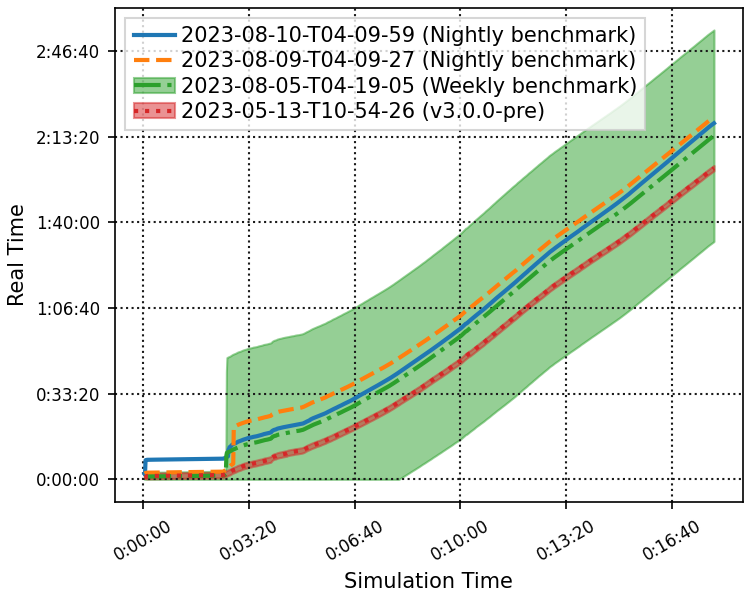 2023-08-10-T04-09-59 (Nightly benchmark)
2023-08-09-T04-09-27 (Nightly benchmark)
2023-08-05-T04-19-05 (Weekly benchmark)
2023-05-13-T10-54-26 (v3.0.0-pre)
2:46:40
2:13:20
1:40:00
1:06:40
0:33:20
0:00:00
Real Time
0:00:00
0:03:20
0:06:40
0:10:00
0:13:20
0:16:40
Simulation Time